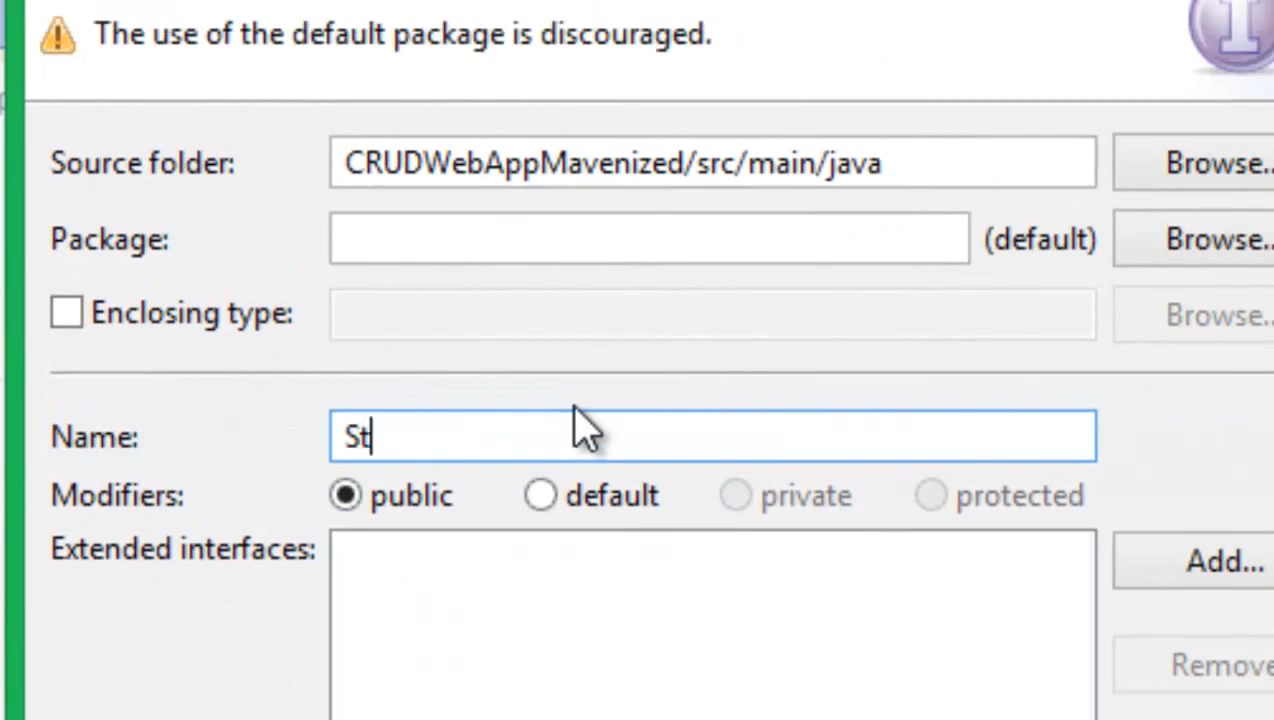 The use of the default package is discouraged.
Source folder: CRUDWebAppMavenized/src/main/java Browse..
Package: (default) Browse..
Enclosing type: Browse..
Name: St
Modifiers: public default private protected
Extended interfaces: Add...
Remove